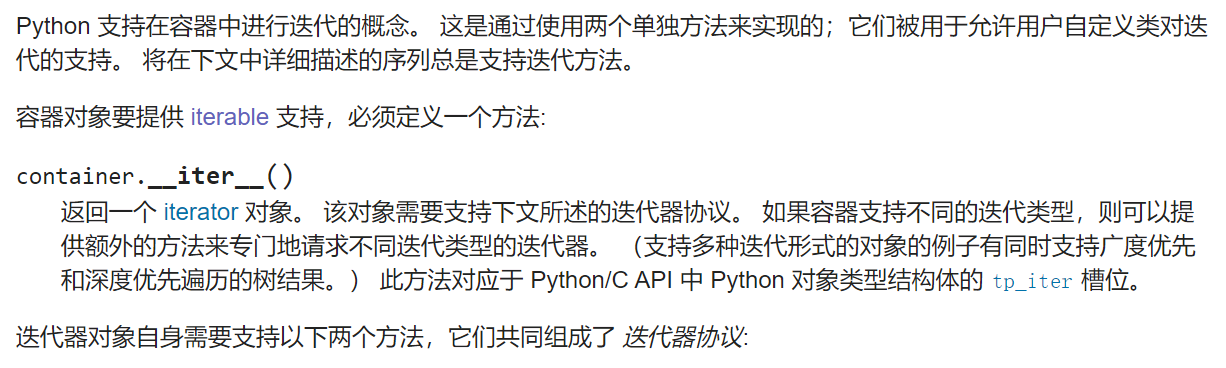 Python 支持在容器中进行迭代的概念。 这是通过使用两个单独方法来实现的；它们被用于允许用户自定义类对迭
代的支持。 将在下文中详细描述的序列总是支持迭代方法。
容器对象要提供 iterable 支持，必须定义一个方法:
container.__iter__()
返回一个 iterator 对象。 该对象需要支持下文所述的迭代器协议。 如果容器支持不同的迭代类型，则可以提
供额外的方法来专门地请求不同迭代类型的迭代器。 （支持多种迭代形式的对象的例子有同时支持广度优先
和深度优先遍历的树结果。） 此方法对应于 Python/C API 中 Python 对象类型结构体的 tp_iter 槽位。
迭代器对象自身需要支持以下两个方法，它们共同组成了 迭代器协议: